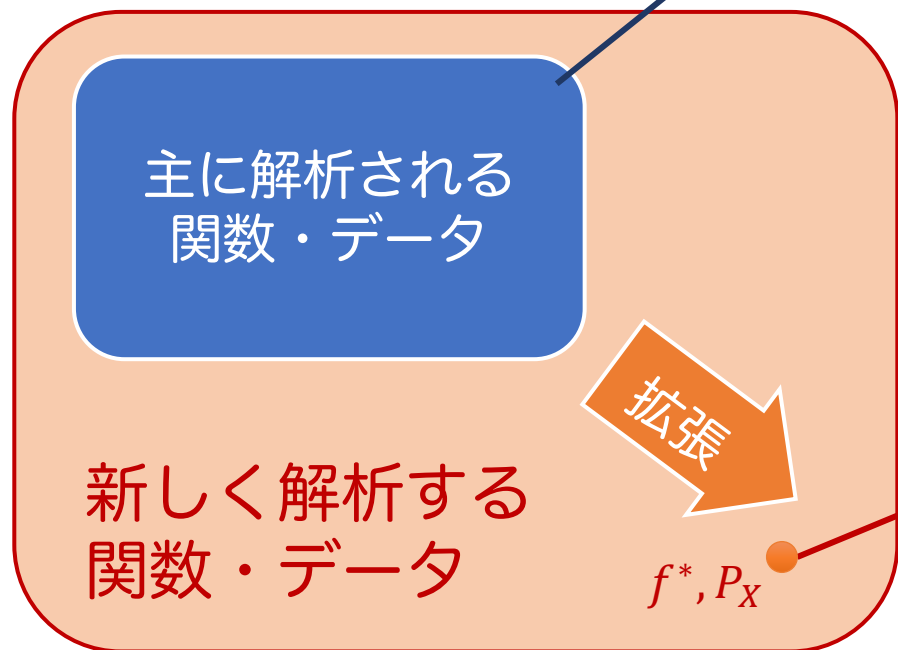 主に解析される
関数・データ
拡張
新しく解析する
関数・データ
f*, P_X